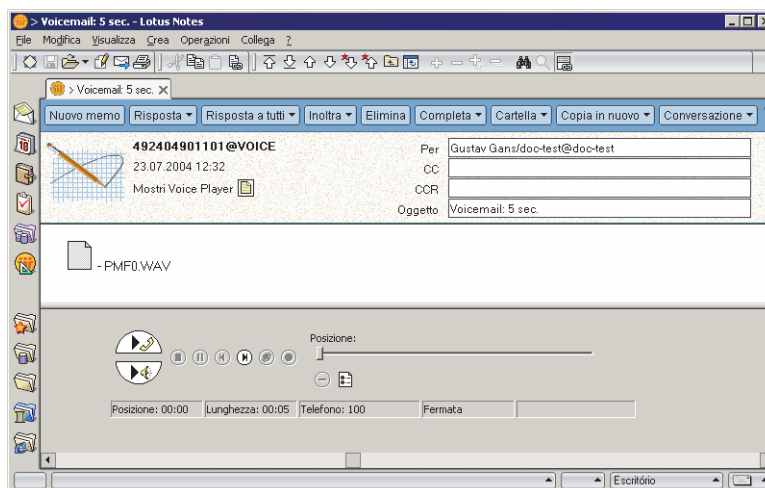 > Voicemail: 5 sec. - Lotus Notes
File Modifica Visualizza Crea Operazioni Collega ?
> Voicemail: 5 sec. X
Nuovo memo Risposta Risposta a tutti Inoltra Elimina Completa Cartella Copia in nuovo Conversazione
492404901101@VOICE
23.07.2004 12:32
Mostri Voice Player
Per Gustav Gans/doc-test@doc-test
CC
CCR
Oggetto Voicemail: 5 sec.
- PMF0.WAV
Posizione:
Posizione: 00:00 Lunghezza: 00:05 Telefono: 100 Fermata
Escritório